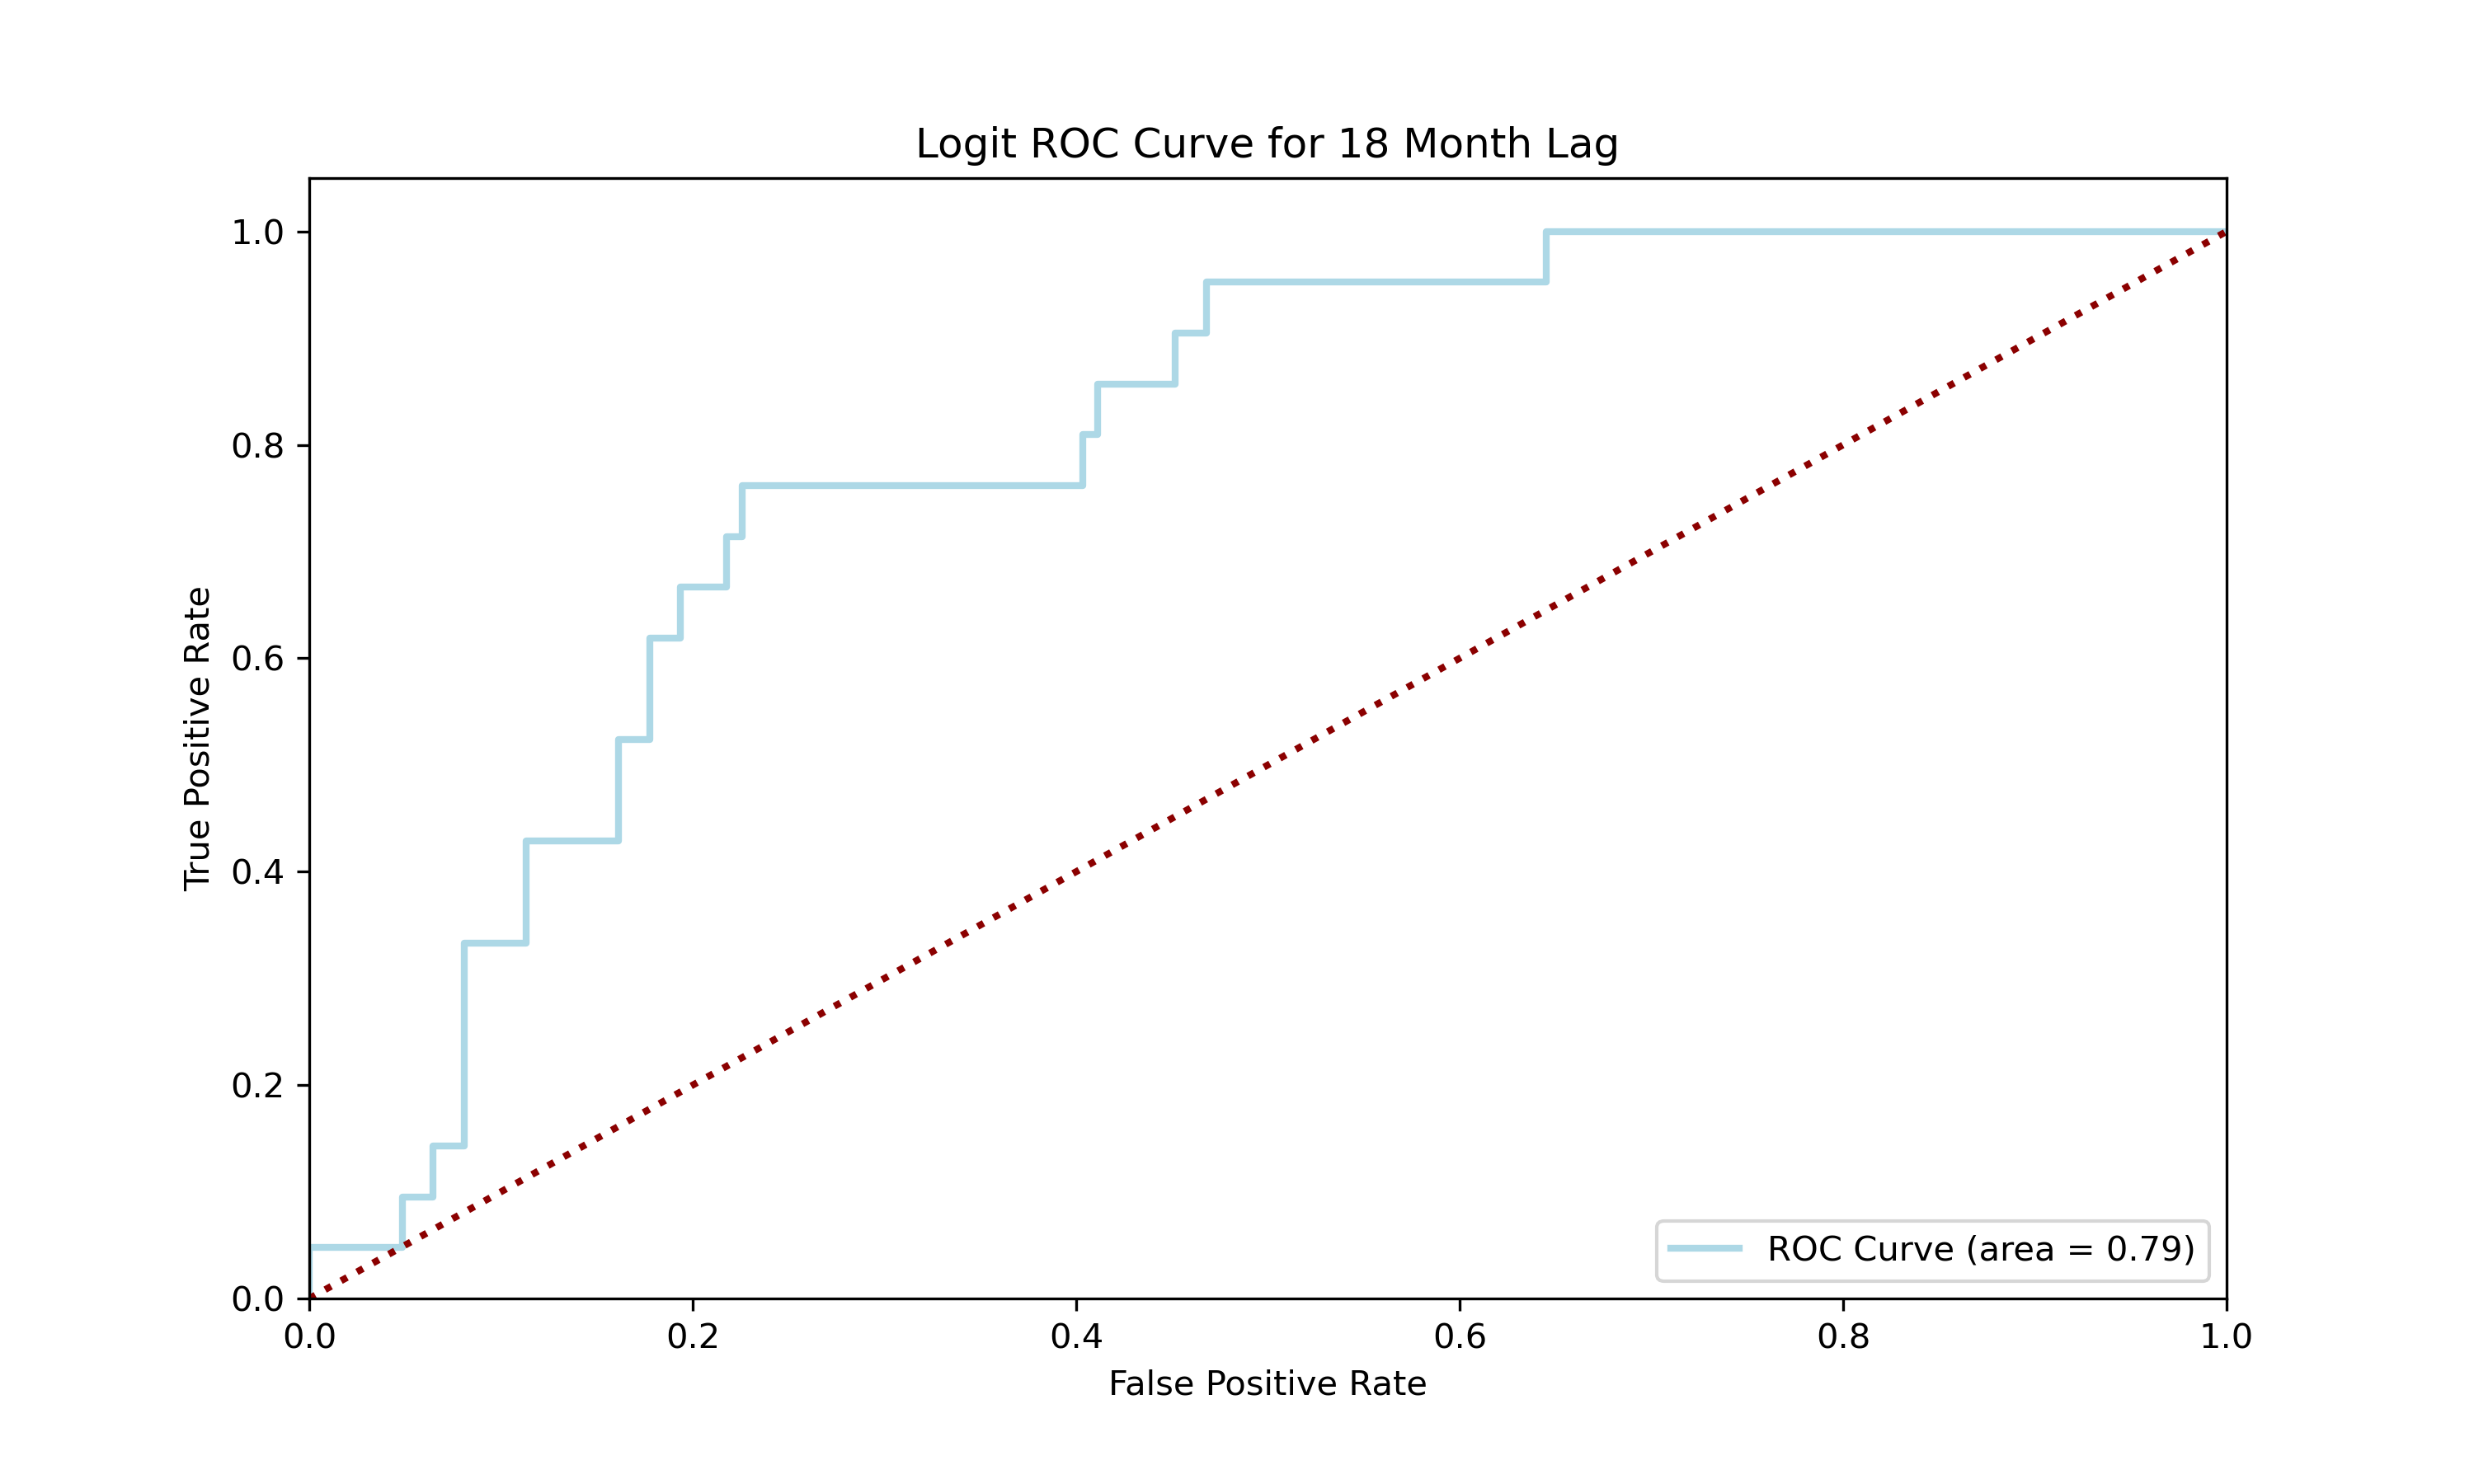 Logit ROC Curve for 18 Month Lag
1.0
0.8
0.6
0.4
0.2
0.0
True Positive Rate
0.0 0.2 0.4 0.6 0.8 1.0
False Positive Rate
ROC Curve (area = 0.79)